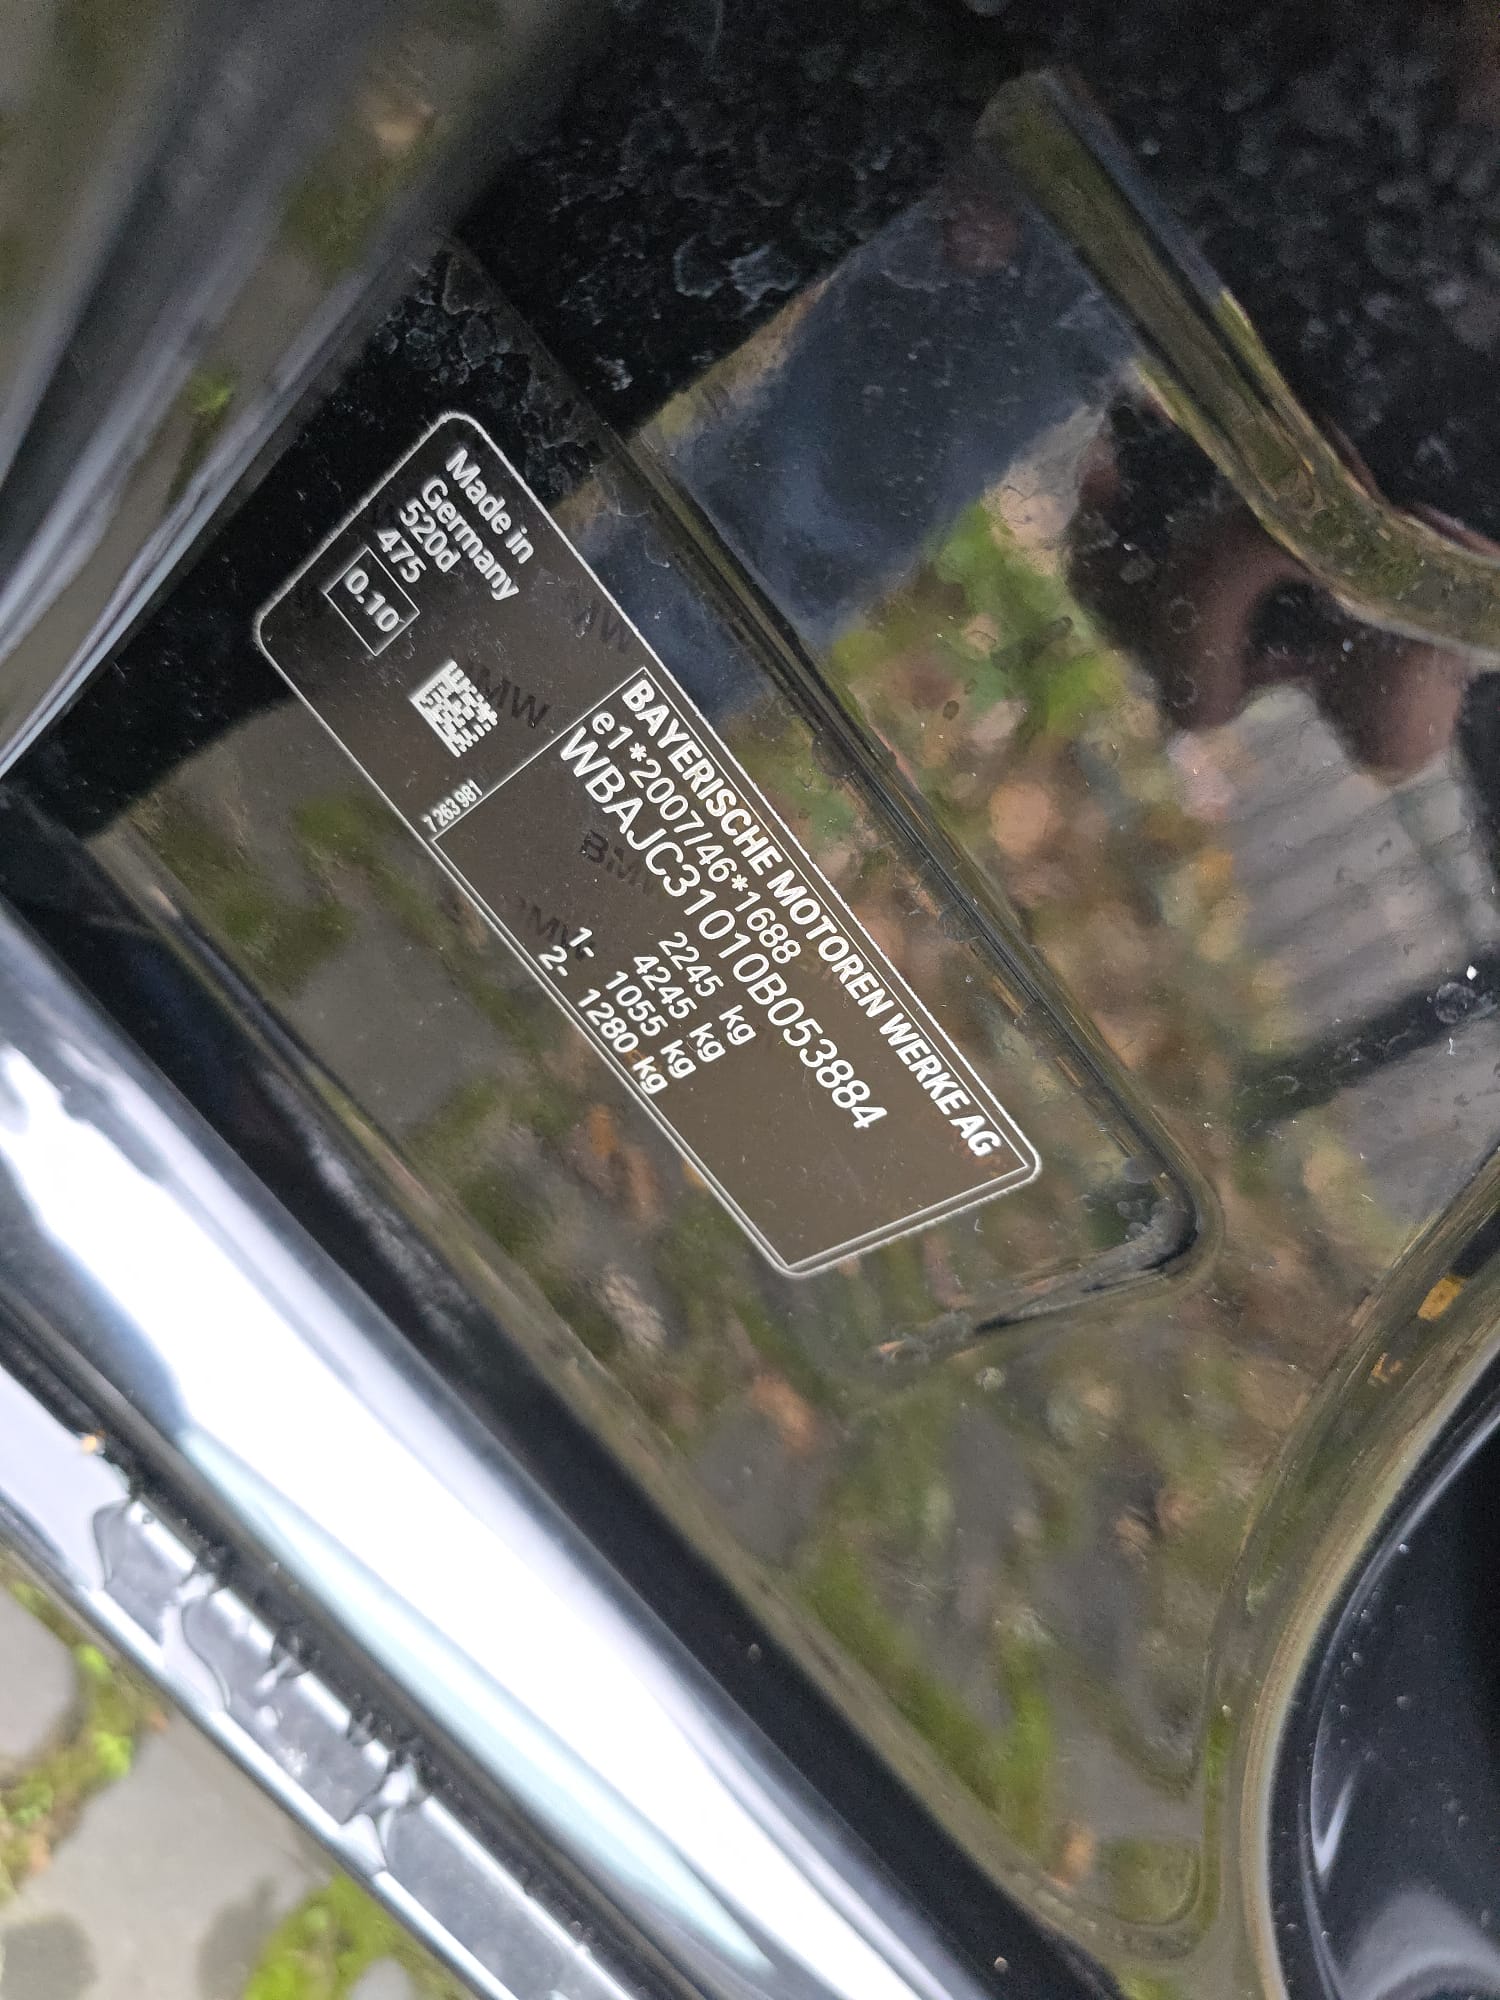 Made in
Germany
520d
475
0.10
7 263 981
BAYERISCHE MOTOREN WERKE AG
e1*2007/46*1688
WBAJC31010B053884
2245 kg
4245 kg
1- 1055 kg
2- 1280 kg
BMW